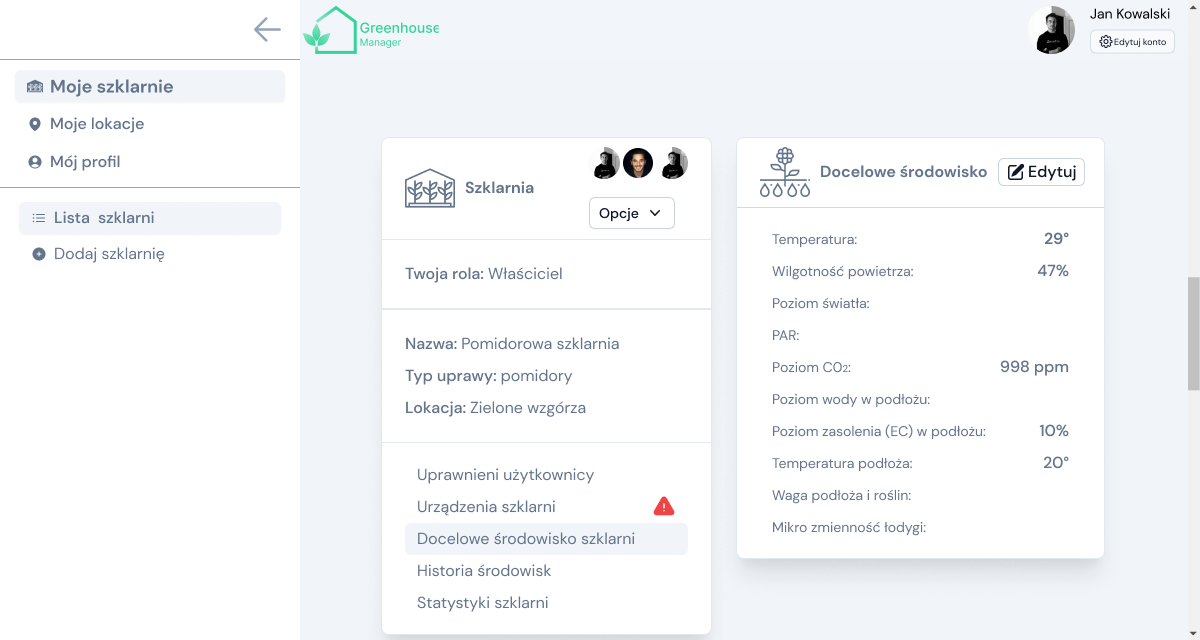 Greenhouse
Manager
Jan Kowalski
Edytuj konto
Moje szklarnie
Moje lokacje
Mój profil
Lista szklarni
Dodaj szklarnię
Szklarnia
Opcje
Twoja rola: Właściciel
Nazwa: Pomidorowa szklarnia
Typ uprawy: pomidory
Lokacja: Zielone wzgórza
Uprawnieni użytkownicy
Urządzenia szklarni
Docelowe środowisko szklarni
Historia środowisk
Statystyki szklarni
Docelowe środowisko
Edytuj
Temperatura: 29°
Wilgotność powietrza: 47%
Poziom światła:
PAR:
Poziom CO₂: 998 ppm
Poziom wody w podłożu:
Poziom zasolenia (EC) w podłożu: 10%
Temperatura podłoża: 20°
Waga podłoża i roślin:
Mikro zmienność łodygi: